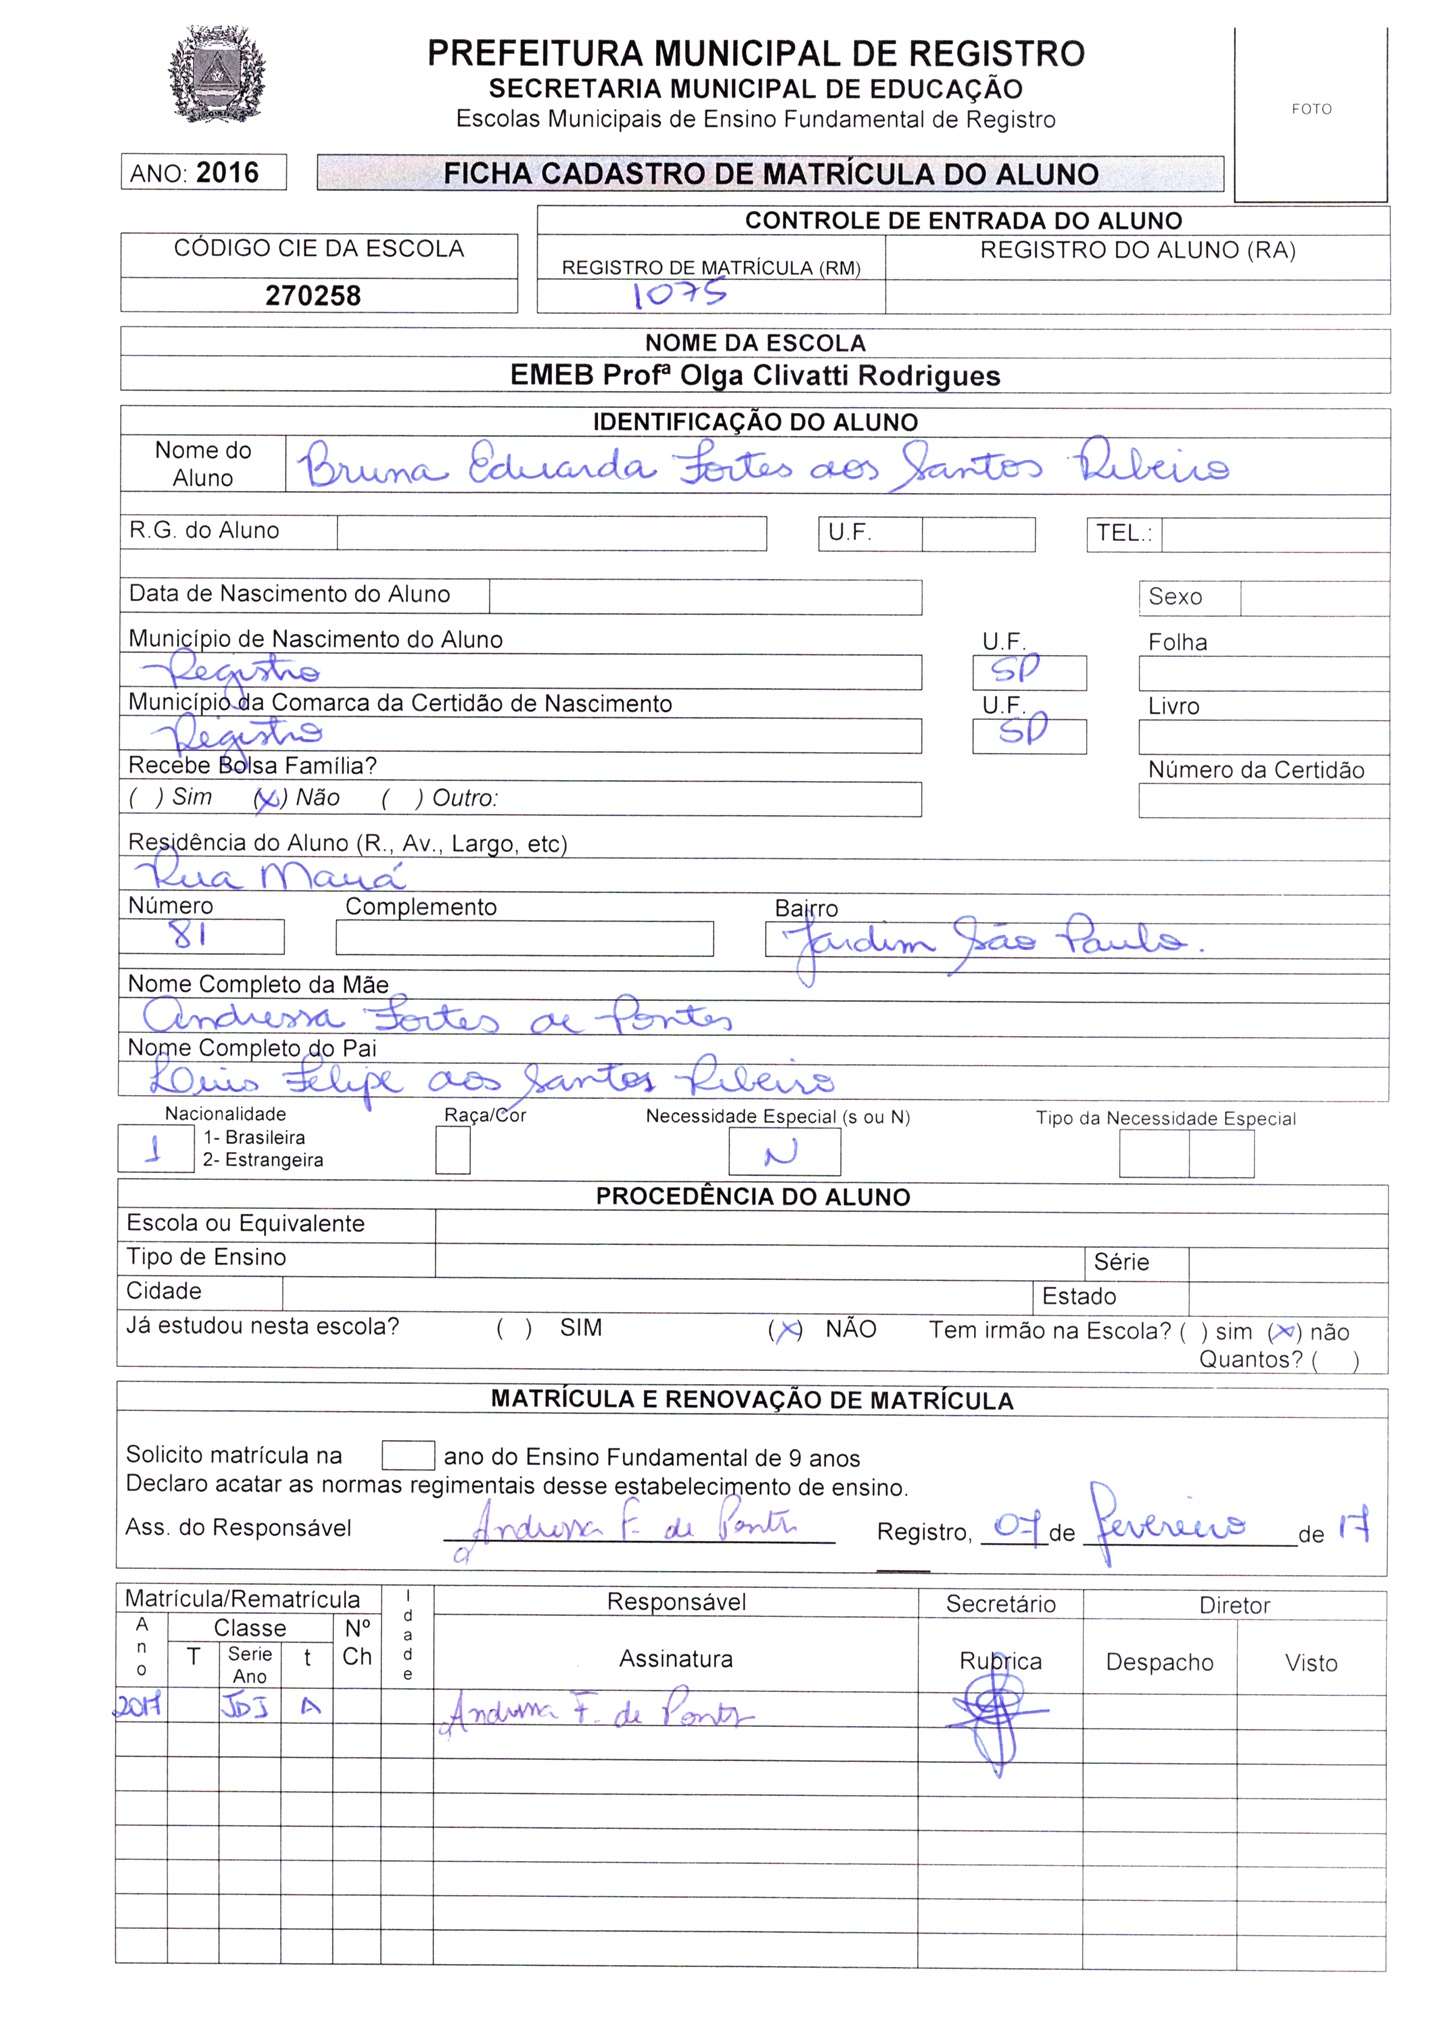 PREFEITURA MUNICIPAL DE REGISTRO
SECRETARIA MUNICIPAL DE EDUCAÇÃO
Escolas Municipais de Ensino Fundamental de Registro
FOTO
ANO: 2016 FICHA CADASTRO DE MATRÍCULA DO ALUNO
CONTROLE DE ENTRADA DO ALUNO
CÓDIGO CIE DA ESCOLA REGISTRO DE MATRÍCULA (RM) REGISTRO DO ALUNO (RA)
270258 1075
NOME DA ESCOLA
EMEB Profª Olga Clivatti Rodrigues
IDENTIFICAÇÃO DO ALUNO
Nome do Aluno Bruna Eduarda Fortes dos Santos Ribeiro
R.G. do Aluno U.F. TEL.:
Data de Nascimento do Aluno Sexo
Município de Nascimento do Aluno U.F. Folha
Registro SP
Município da Comarca da Certidão de Nascimento U.F. Livro
Registro SP
Recebe Bolsa Família? Número da Certidão
( ) Sim (x) Não ( ) Outro:
Residência do Aluno (R., Av., Largo, etc)
Rua Mauá
Número Complemento Bairro
81 Jardim São Paulo.
Nome Completo da Mãe
Andressa Fortes de Pontes
Nome Completo do Pai
Luis Felipe dos Santos Ribeiro
Nacionalidade Raça/Cor Necessidade Especial (s ou N) Tipo da Necessidade Especial
1 1- Brasileira N
2- Estrangeira
PROCEDÊNCIA DO ALUNO
Escola ou Equivalente
Tipo de Ensino Série
Cidade Estado
Já estudou nesta escola? ( ) SIM (x) NÃO Tem irmão na Escola? ( ) sim (x) não
Quantos? ( )
MATRÍCULA E RENOVAÇÃO DE MATRÍCULA
Solicito matrícula na ano do Ensino Fundamental de 9 anos
Declaro acatar as normas regimentais desse estabelecimento de ensino.
Ass. do Responsável Andressa F. de Pontes Registro, 07 de fevereiro de 17
Matrícula/Rematrícula Idade Responsável Secretário Diretor
Ano Classe Nº
T Serie Ano t Ch Assinatura Rubrica Despacho Visto
2017 JDI A Andressa F. de Pontes